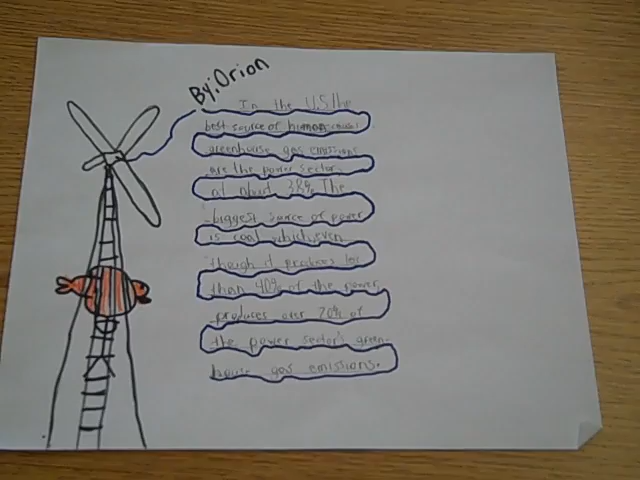 By: Orion
In the U.S. the
best source of human caused
greenhouse gas emissions
are the power sector,
at about 38%. The
biggest source of power
is coal which, even
though it produces less
than 40% of the power,
produces over 70% of
the power sector's green-
house gas emissions.